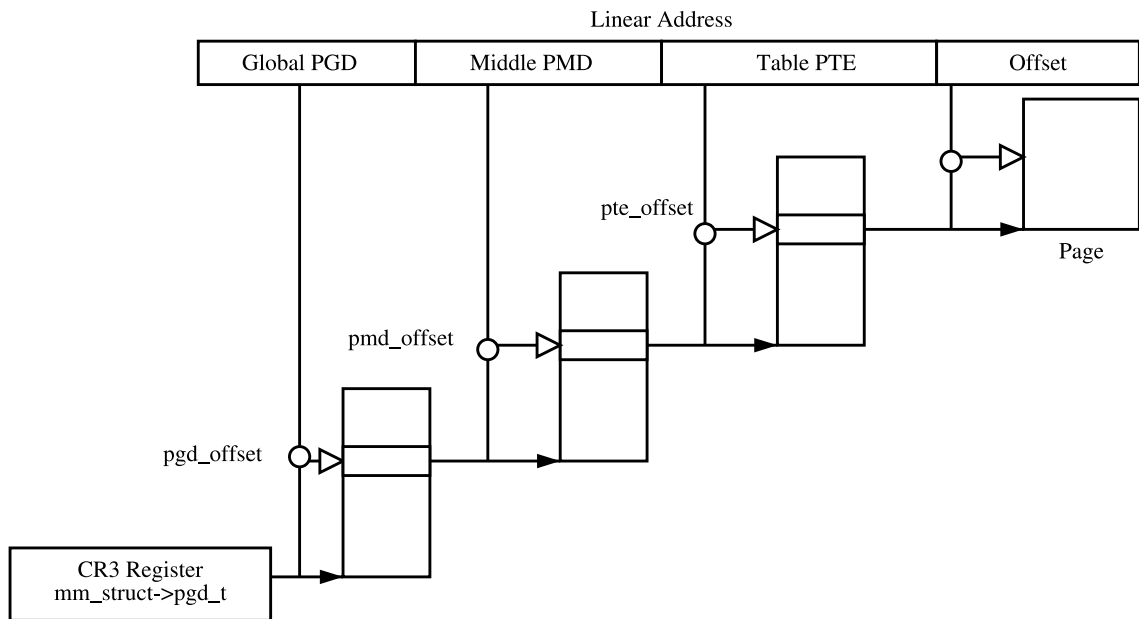 Linear Address
Global PGD
Middle PMD
Table PTE
Offset
pte_offset
Page
pmd_offset
pgd_offset
CR3 Register
mm_struct->pgd_t